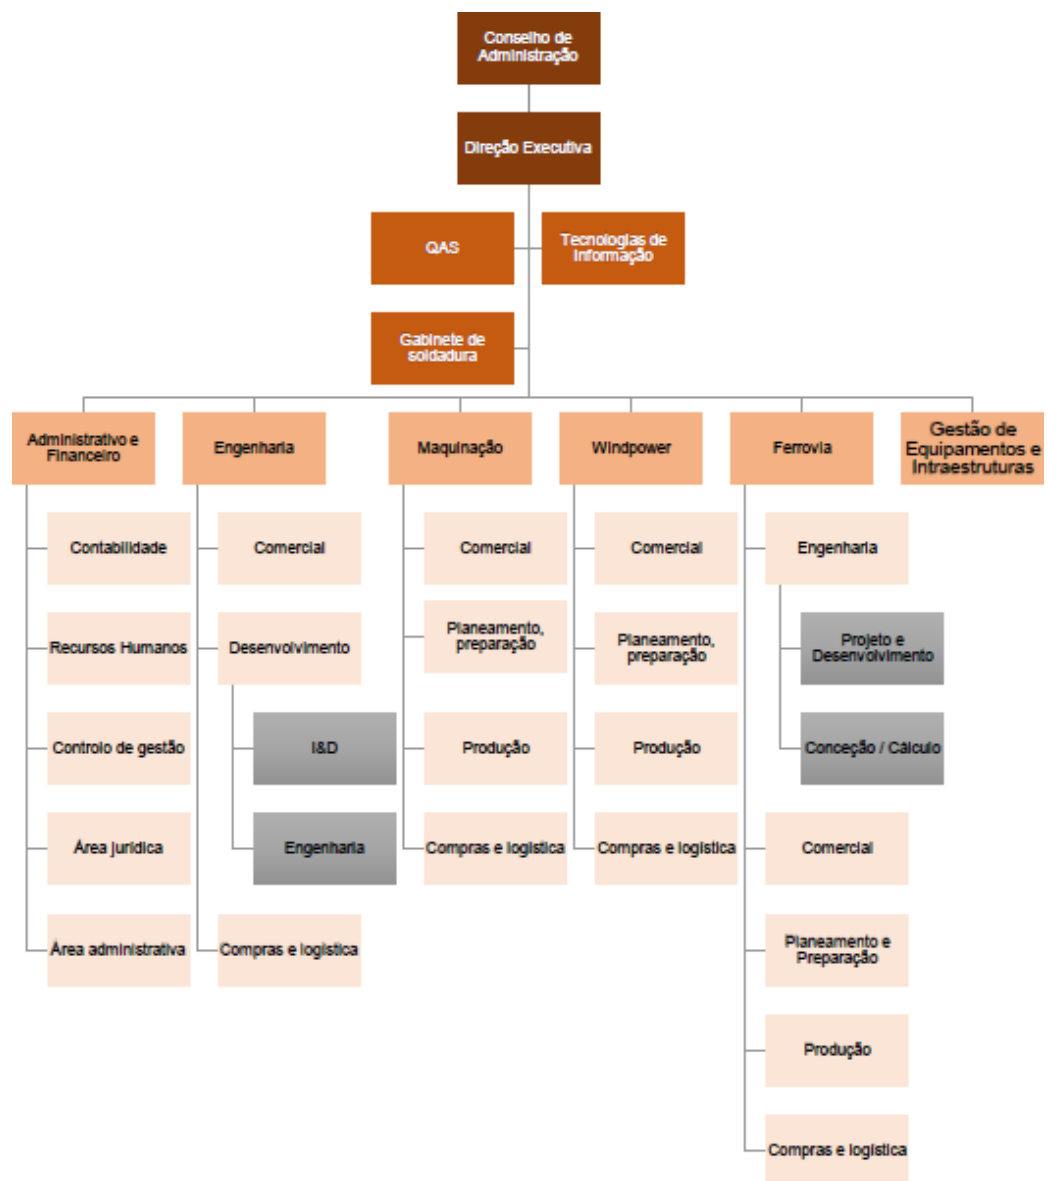 Conselho de
Administração
Direção Executiva
QAS
Tecnologias de
Informação
Gabinete de
soldadura
Administrativo e
Financeiro
Engenharia
Maquinação
Windpower
Ferrovia
Gestão de
Equipamentos e
Intraestruturas
Contabilidade
Recursos Humanos
Controlo de gestão
Área jurídica
Área administrativa
Comercial
Desenvolvimento
I&D
Engenharia
Compras e logística
Comercial
Planeamento,
preparação
Produção
Compras e logística
Comercial
Planeamento,
preparação
Produção
Compras e logística
Engenharia
Projeto e
Desenvolvimento
Conceção / Cálculo
Comercial
Planeamento e
Preparação
Produção
Compras e logística